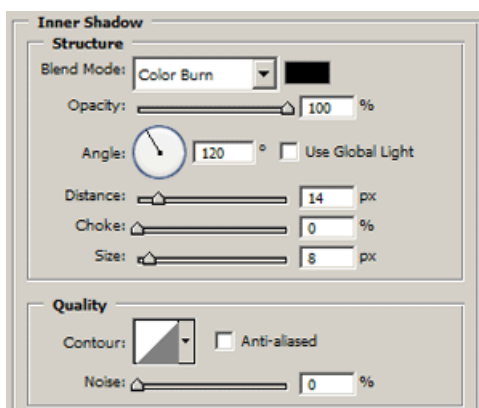 Inner Shadow
Structure
Blend Mode: Color Burn
Opacity: 100 %
Angle: 120 ° Use Global Light
Distance: 14 px
Choke: 0 %
Size: 8 px
Quality
Contour: Anti-aliased
Noise: 0 %